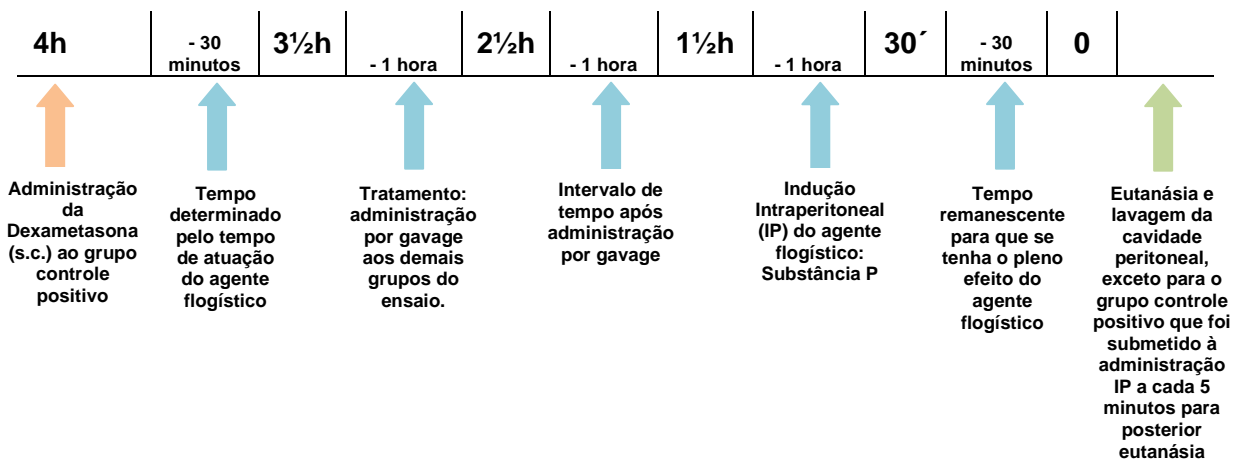 4h
- 30
minutos
3½h
- 1 hora
2½h
- 1 hora
1½h
- 1 hora
30´
- 30
minutos
0
Administração
da
Dexametasona
(s.c.) ao grupo
controle
positivo
Tempo
determinado
pelo tempo
de atuação
do agente
flogístico
Tratamento:
administração
por gavage
aos demais
grupos do
ensaio.
Intervalo de
tempo após
administração
por gavage
Indução
Intraperitoneal
(IP) do agente
flogístico:
Substância P
Tempo
remanescente
para que se
tenha o pleno
efeito do
agente
flogístico
Eutanásia e
lavagem da
cavidade
peritoneal,
exceto para o
grupo controle
positivo que foi
submetido à
administração
IP a cada 5
minutos para
posterior
eutanásia